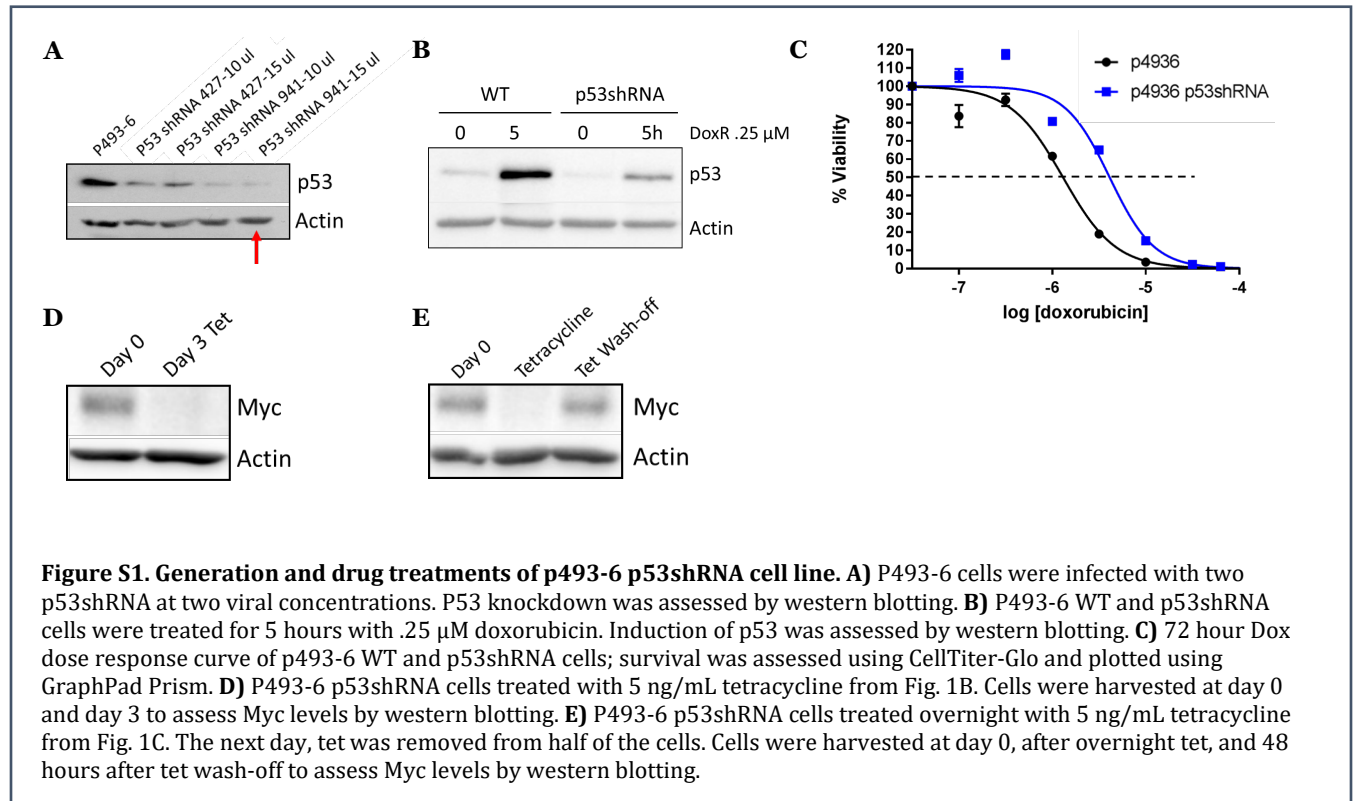 A
P493-6
P53 shRNA 427-10 ul
P53 shRNA 427-15 ul
P53 shRNA 941-10 ul
P53 shRNA 941-15 ul
p53
Actin
B
WT p53shRNA
0 5 0 5h DoxR .25 µM
p53
Actin
C
120
110
100
90
80
70
60
50
40
30
20
10
0
% Viability
-7 -6 -5 -4
log [doxorubicin]
p4936
p4936 p53shRNA
D
Day 0
Day 3 Tet
Myc
Actin
E
Day 0
Tetracycline
Tet Wash-off
Myc
Actin
Figure S1. Generation and drug treatments of p493-6 p53shRNA cell line. A) P493-6 cells were infected with two
p53shRNA at two viral concentrations. P53 knockdown was assessed by western blotting. B) P493-6 WT and p53shRNA
cells were treated for 5 hours with .25 µM doxorubicin. Induction of p53 was assessed by western blotting. C) 72 hour Dox
dose response curve of p493-6 WT and p53shRNA cells; survival was assessed using CellTiter-Glo and plotted using
GraphPad Prism. D) P493-6 p53shRNA cells treated with 5 ng/mL tetracycline from Fig. 1B. Cells were harvested at day 0
and day 3 to assess Myc levels by western blotting. E) P493-6 p53shRNA cells treated overnight with 5 ng/mL tetracycline
from Fig. 1C. The next day, tet was removed from half of the cells. Cells were harvested at day 0, after overnight tet, and 48
hours after tet wash-off to assess Myc levels by western blotting.